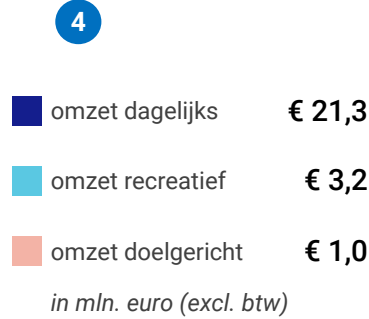 4
omzet dagelijks € 21,3
omzet recreatief € 3,2
omzet doelgericht € 1,0
in mln. euro (excl. btw)